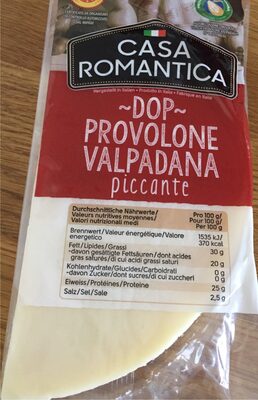 CASA
ROMANTICA
Hergestellt in Italien • Prodotto in Italia • Fabriqué en Italie
~DOP~
PROVOLONE
VALPADANA
piccante
Durchschnittliche Nährwerte/ Pro 100 g/
Valeurs nutritives moyennes/ Pour 100 g/
Valori nutrizionali medi Per 100 g
Brennwert/Valeur énergétique/Valore 1535 kJ/
energetico 370 kcal
Fett/Lipides/Grassi 30 g
-davon gesättigte Fettsäuren/dont acides
gras saturés/di cui acidi grassi saturi 20 g
Kohlenhydrate/Glucides/Carboidrati 0 g
-davon Zucker/dont sucres/di cui zuccheri 0 g
Eiweiss/Protéines/Proteine 25 g
Salz/Sel/Sale 2,5 g